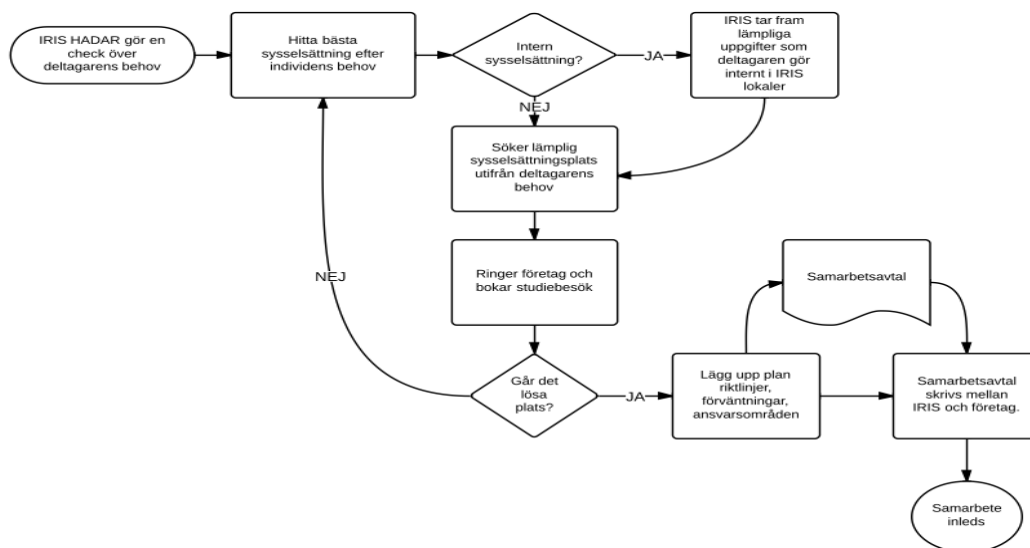 IRIS HADAR gör en
check över
deltagarens behov
Hitta bästa
sysselsättning efter
individens behov
Intern
sysselsättning?
JA
IRIS tar fram
lämpliga
uppgifter som
deltagaren gör
internt i IRIS
lokaler
NEJ
Söker lämplig
sysselsättningsplats
utifrån deltagarens
behov
Ringer företag och
bokar studiebesök
NEJ
Går det
lösa
plats?
JA
Lägg upp plan
riktlinjer,
förväntningar,
ansvarsområden
Samarbetsavtal
Samarbetsavtal
skrivs mellan
IRIS och företag.
Samarbete
inleds